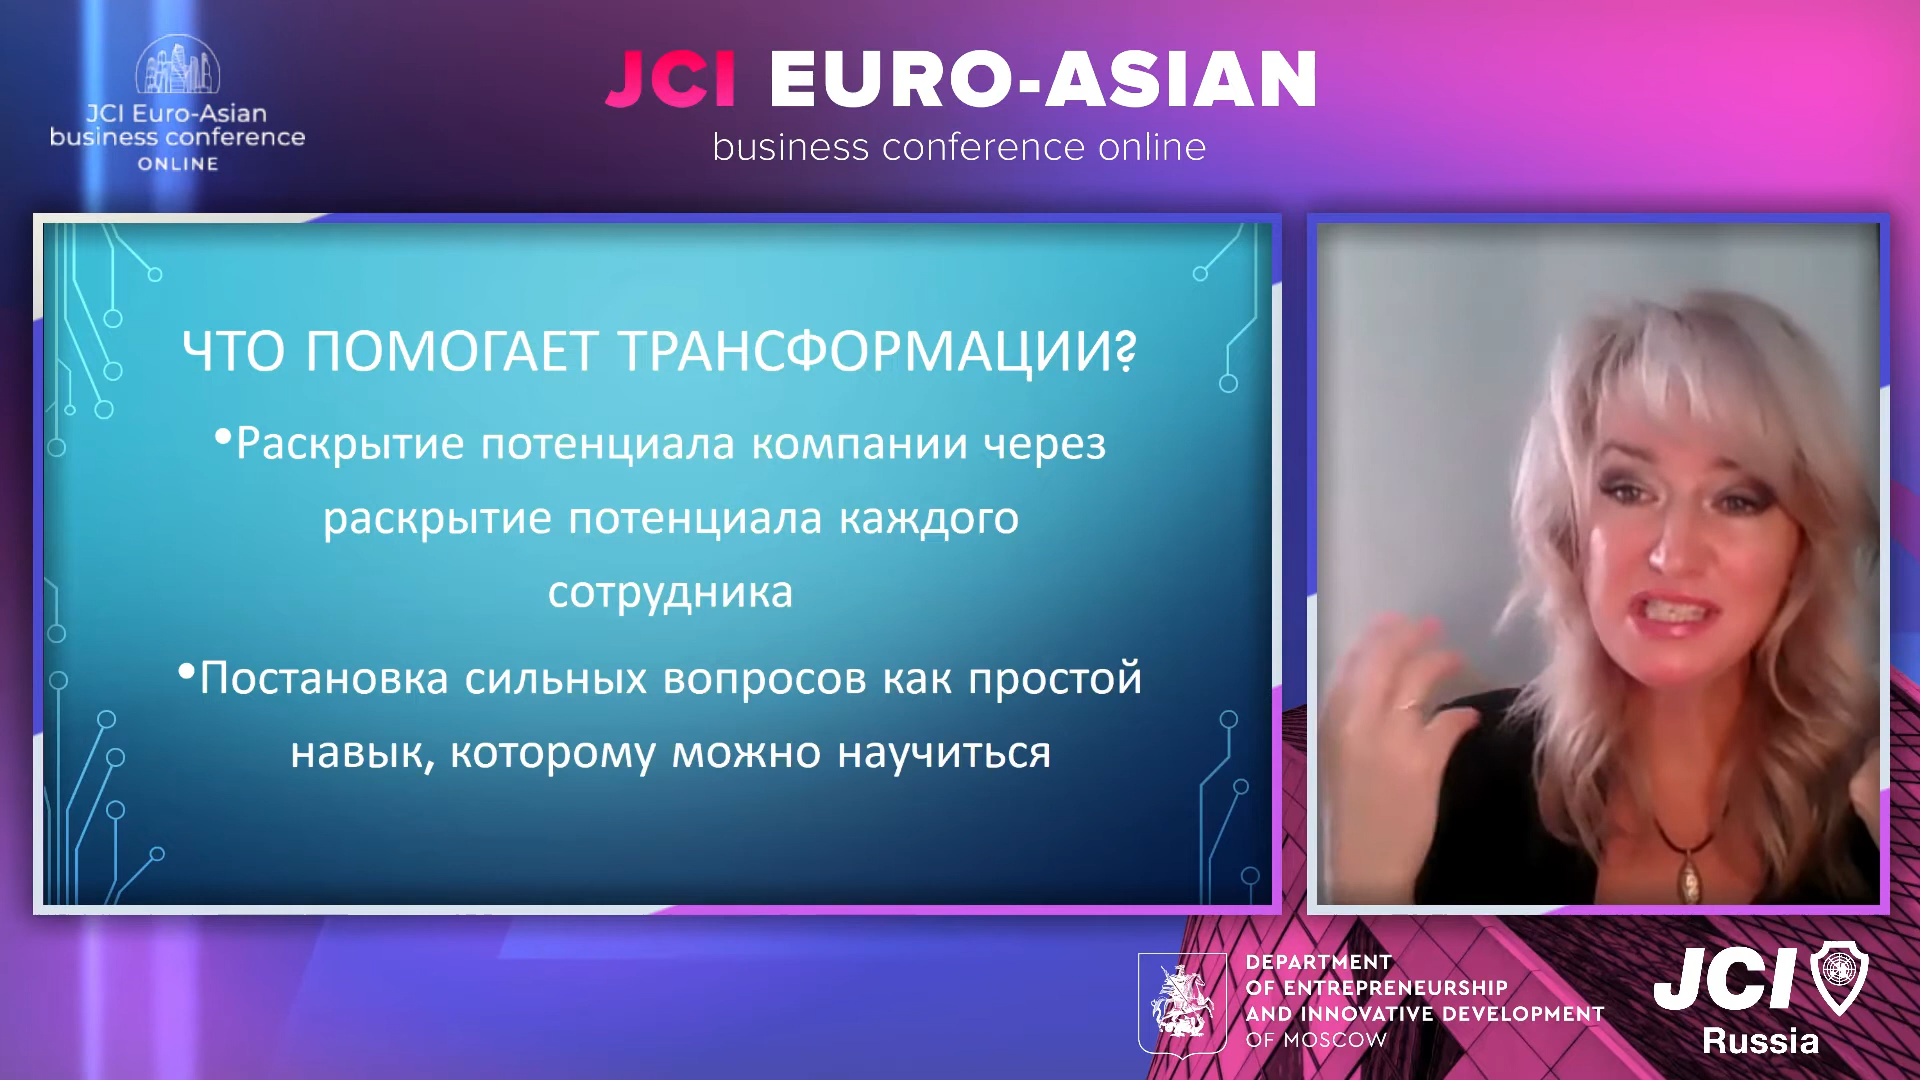 JCI Euro-Asian
business conference
ONLINE
JCI EURO-ASIAN
business conference online
ЧТО ПОМОГАЕТ ТРАНСФОРМАЦИИ?
•Раскрытие потенциала компании через
раскрытие потенциала каждого
сотрудника
•Постановка сильных вопросов как простой
навык, которому можно научиться
DEPARTMENT
OF ENTREPRENEURSHIP
AND INNOVATIVE DEVELOPMENT
OF MOSCOW
JCI
Russia